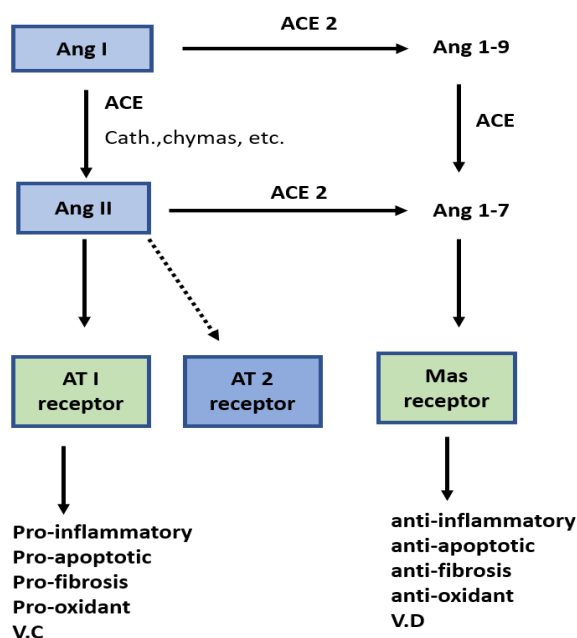 ACE 2
Ang I
Ang 1-9
ACE
Cath.,chymas, etc.
ACE
ACE 2
Ang II
Ang 1-7
AT I
receptor
AT 2
receptor
Mas
receptor
Pro-inflammatory
Pro-apoptotic
Pro-fibrosis
Pro-oxidant
V.C
anti-inflammatory
anti-apoptotic
anti-fibrosis
anti-oxidant
V.D